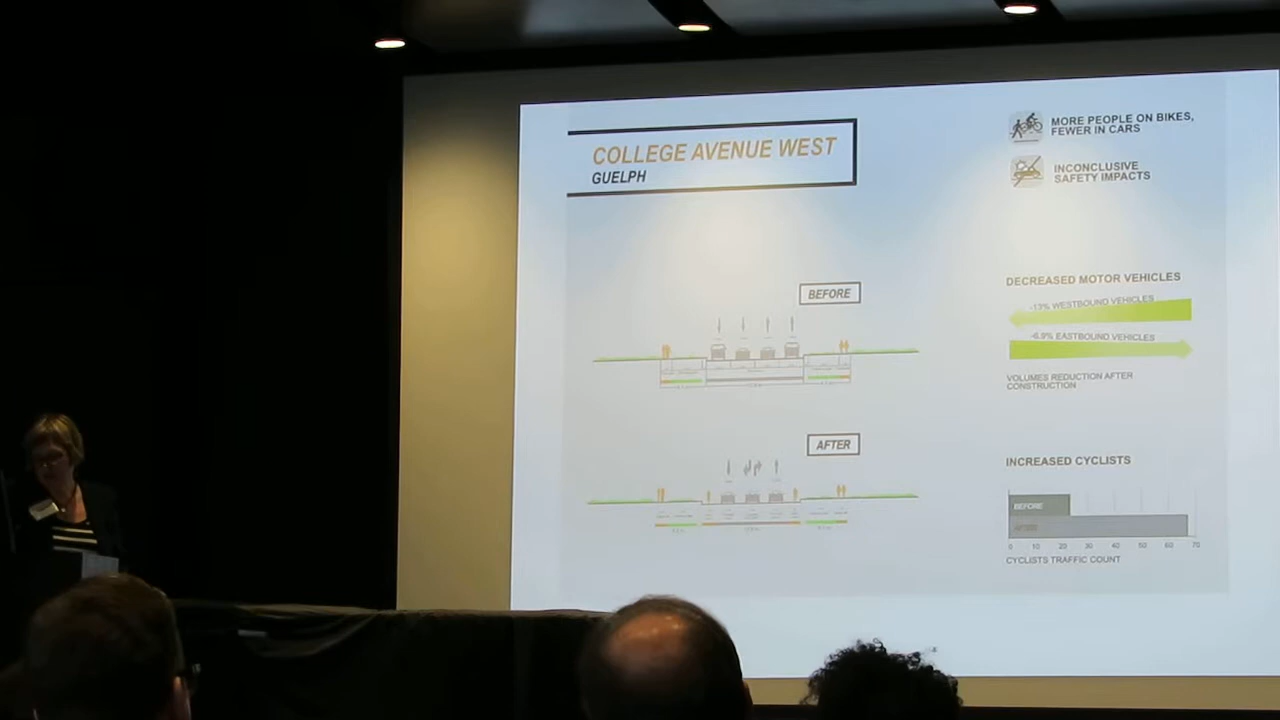 COLLEGE AVENUE WEST
GUELPH
MORE PEOPLE ON BIKES,
FEWER IN CARS
INCONCLUSIVE
SAFETY IMPACTS
BEFORE
AFTER
DECREASED MOTOR VEHICLES
-13% WESTBOUND VEHICLES
-6.9% EASTBOUND VEHICLES
VOLUMES REDUCTION AFTER
CONSTRUCTION
INCREASED CYCLISTS
BEFORE
AFTER
0 10 20 30 40 50 60 70
CYCLISTS TRAFFIC COUNT